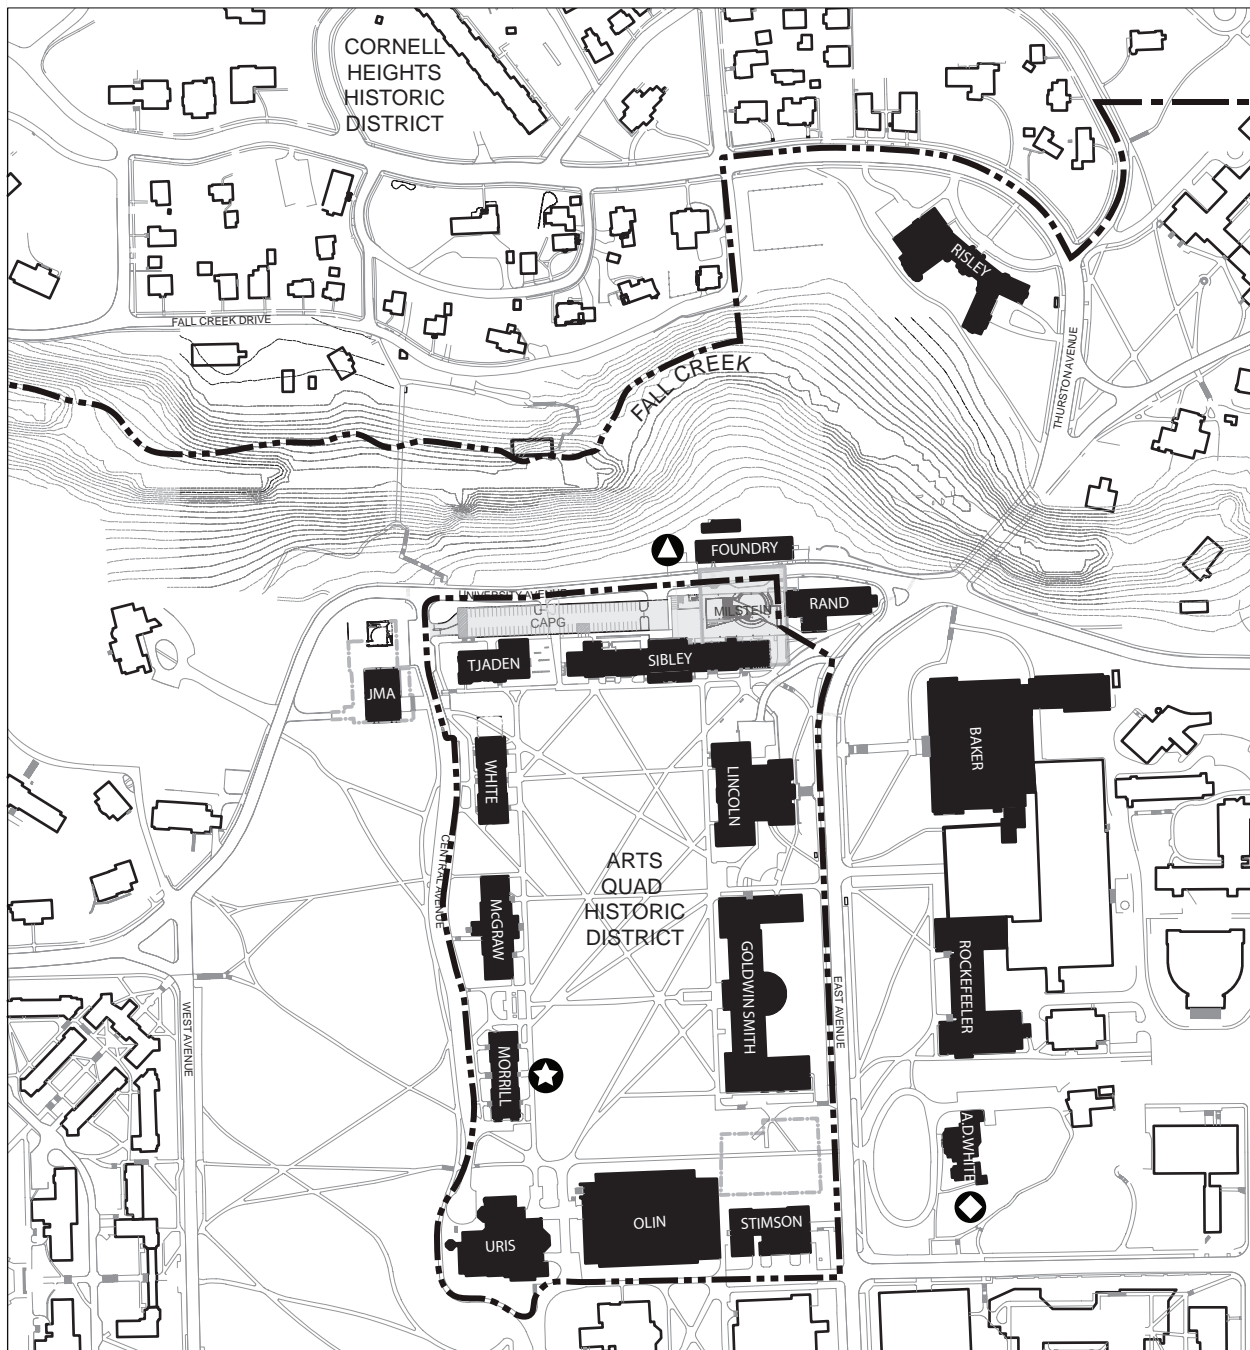 CORNELL
HEIGHTS
HISTORIC
DISTRICT
RISLEY
FALL CREEK DRIVE
THURSTON AVENUE
FALL CREEK
FOUNDRY
UNIVERSITY AVENUE
CAPG
MILSTEIN
RAND
TJADEN
SIBLEY
JMA
WHITE
LINCOLN
BAKER
CENTRAL AVENUE
ARTS
QUAD
HISTORIC
DISTRICT
McGRAW
GOLDWIN SMITH
ROCKEFEELER
EAST AVENUE
WEST AVENUE
MORRILL
A.D.WHITE
OLIN
STIMSON
URIS